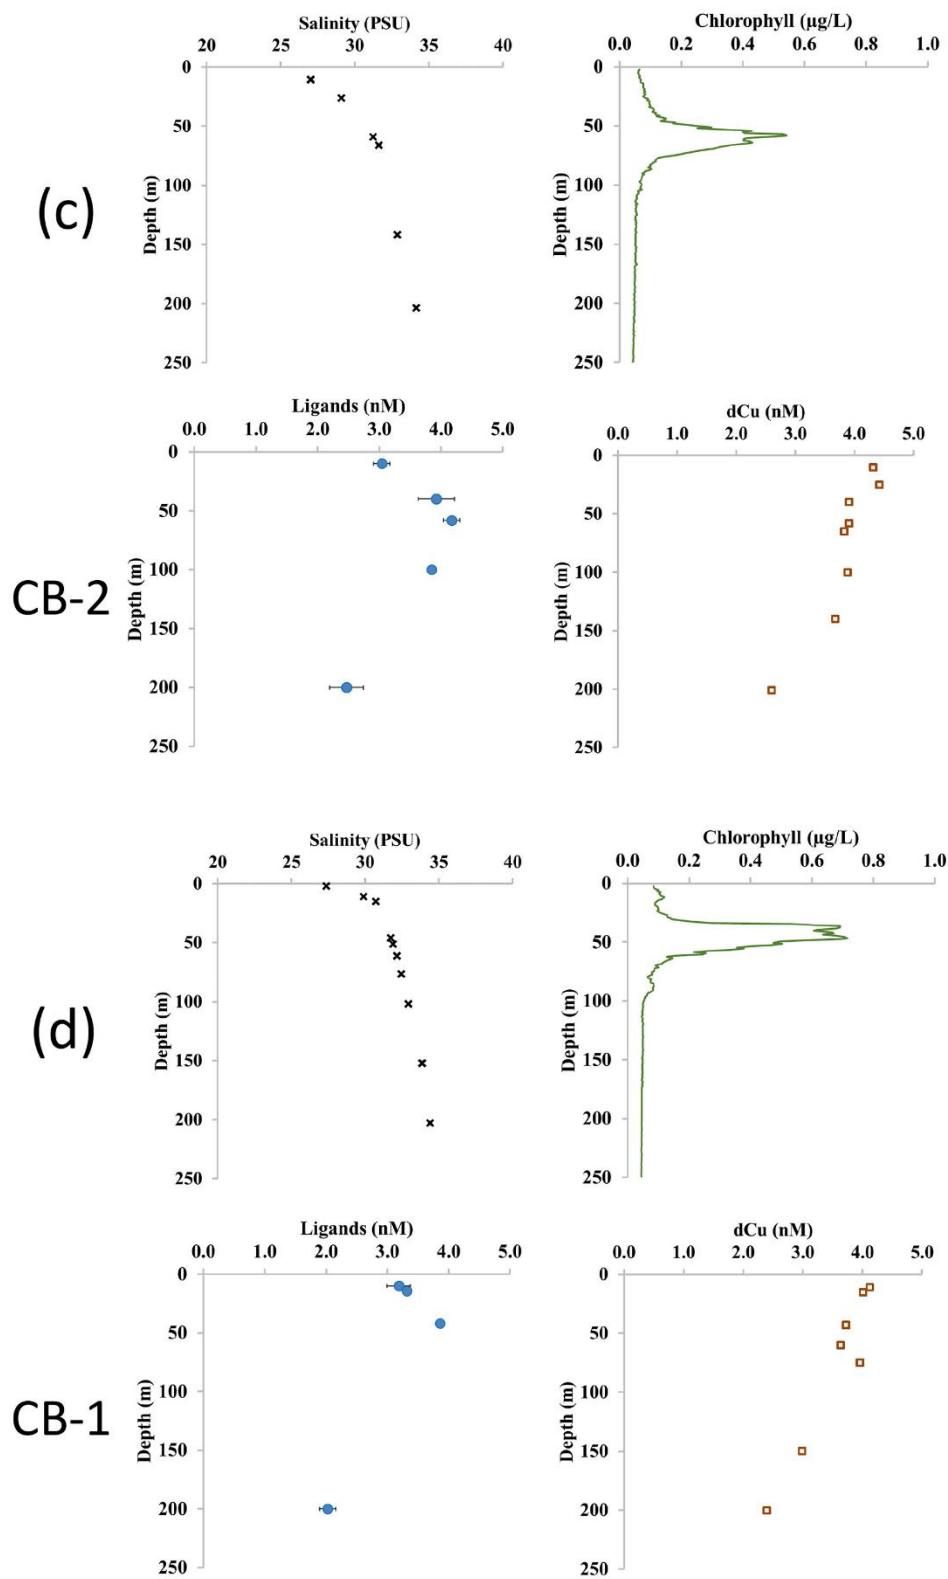 Salinity (PSU)
20 25 30 35 40
0
50
100
150
200
250
Depth (m)
Chlorophyll (µg/L)
0.0 0.2 0.4 0.6 0.8 1.0
0
50
100
150
200
250
Depth (m)
(c)
Ligands (nM)
0.0 1.0 2.0 3.0 4.0 5.0
0
50
100
150
200
250
Depth (m)
dCu (nM)
0.0 1.0 2.0 3.0 4.0 5.0
0
50
100
150
200
250
Depth (m)
CB-2
Salinity (PSU)
20 25 30 35 40
0
50
100
150
200
250
Depth (m)
Chlorophyll (µg/L)
0.0 0.2 0.4 0.6 0.8 1.0
0
50
100
150
200
250
Depth (m)
(d)
Ligands (nM)
0.0 1.0 2.0 3.0 4.0 5.0
0
50
100
150
200
250
Depth (m)
dCu (nM)
0.0 1.0 2.0 3.0 4.0 5.0
0
50
100
150
200
250
Depth (m)
CB-1